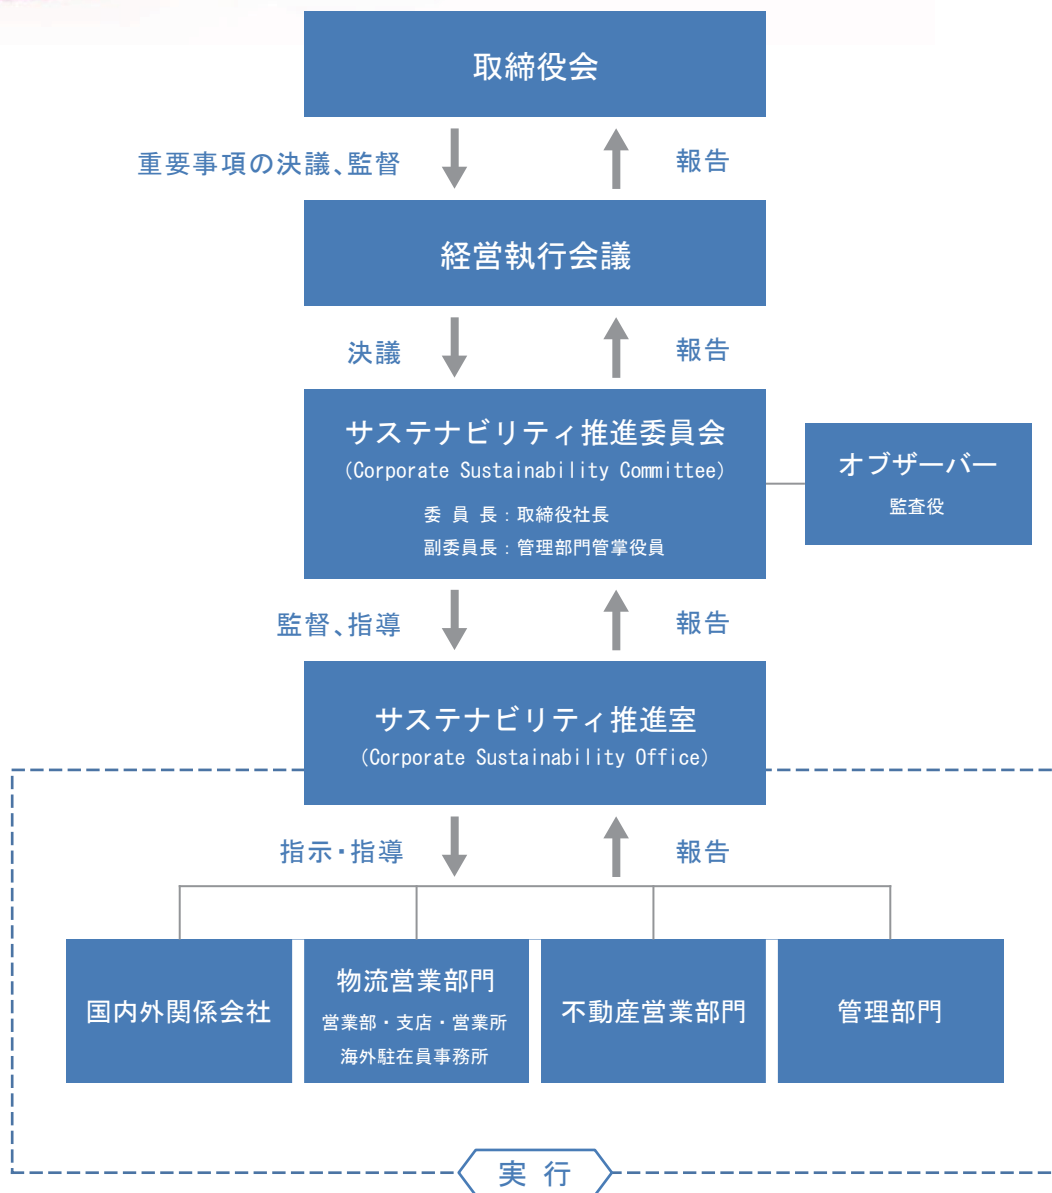 取締役会
重要事項の決議、監督
報告
経営執行会議
決議
報告
サステナビリティ推進委員会
(Corporate Sustainability Committee)
委 員 長：取締役社長
副委員長：管理部門管掌役員
オブザーバー
監査役
監督、指導
報告
サステナビリティ推進室
(Corporate Sustainability Office)
指示・指導
報告
国内外関係会社
物流営業部門
営業部・支店・営業所
海外駐在員事務所
不動産営業部門
管理部門
実 行